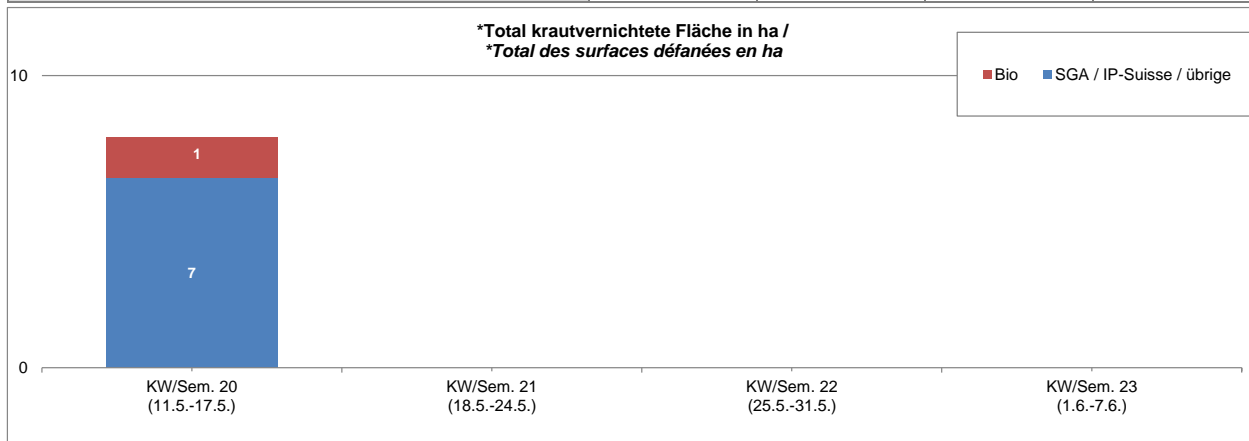 *Total krautvernichtete Fläche in ha /
*Total des surfaces défanées en ha
Bio SGA / IP-Suisse / übrige
10
1
7
0
KW/Sem. 20 KW/Sem. 21 KW/Sem. 22 KW/Sem. 23
(11.5.-17.5.) (18.5.-24.5.) (25.5.-31.5.) (1.6.-7.6.)